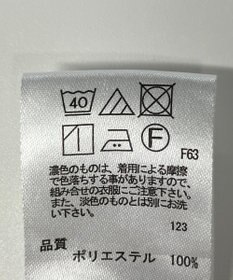 40
F
F63
濃色のものは、着用による摩擦
で色落ちする事がありますので、
組み合せの衣服にご注意下さい。
また、淡色のものとは別にお洗
い下さい。
123
品質
ポリエステル 100%